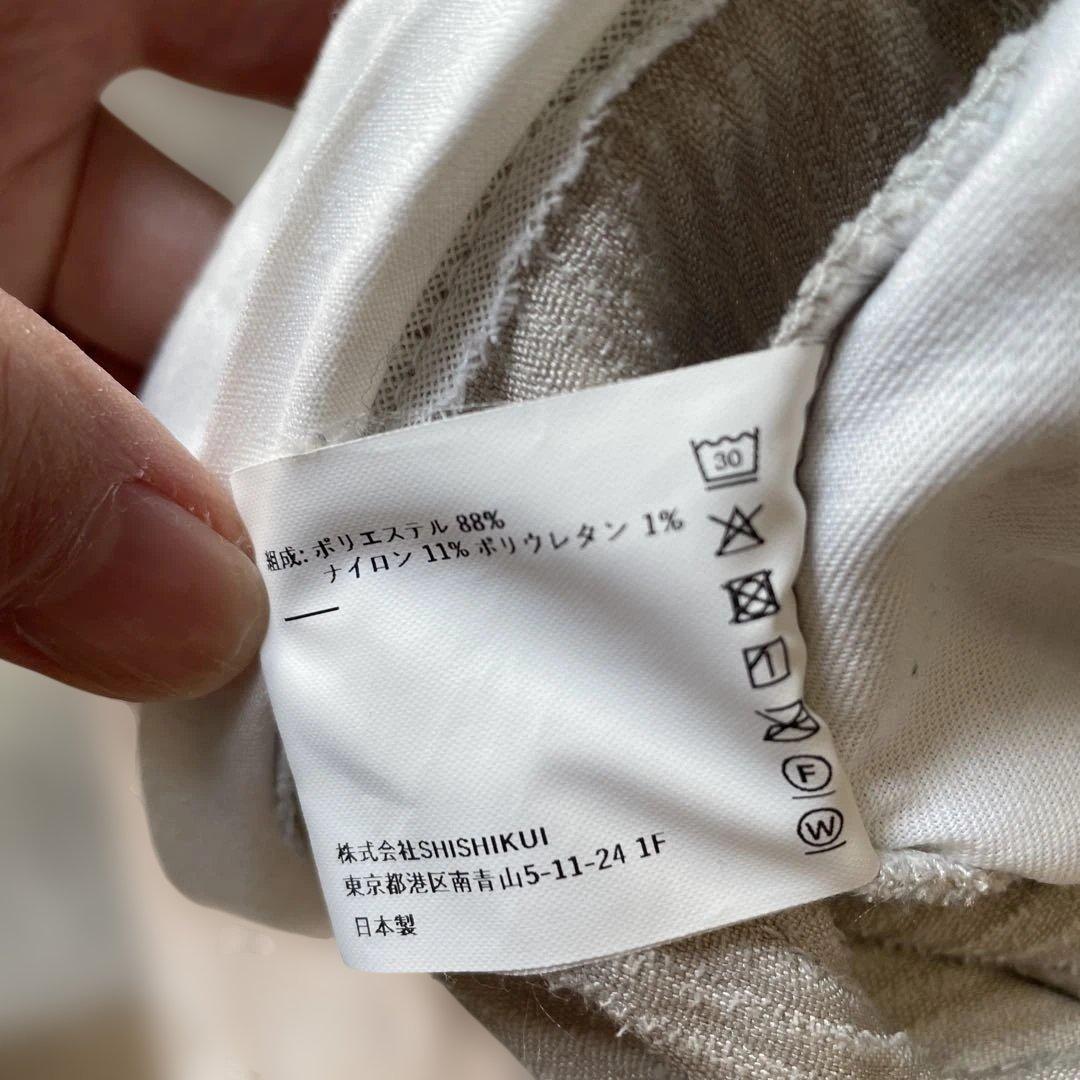 組成: ポリエステル 88%
ナイロン 11% ポリウレタン 1%
30
F
W
株式会社SHISHIKUI
東京都港区南青山5-11-24 1F
日本製